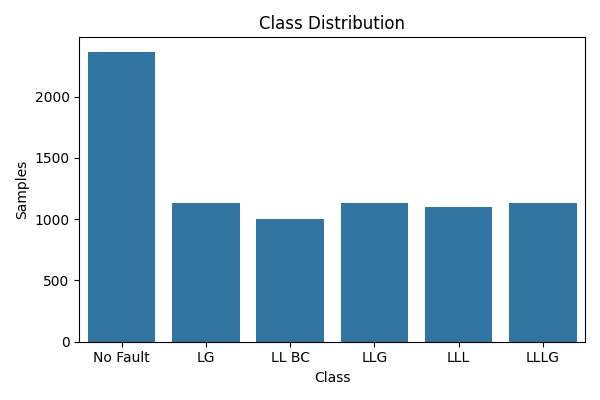 Class Distribution
Samples
2000
1500
1000
500
0
No Fault LG LL BC LLG LLL LLLG
Class